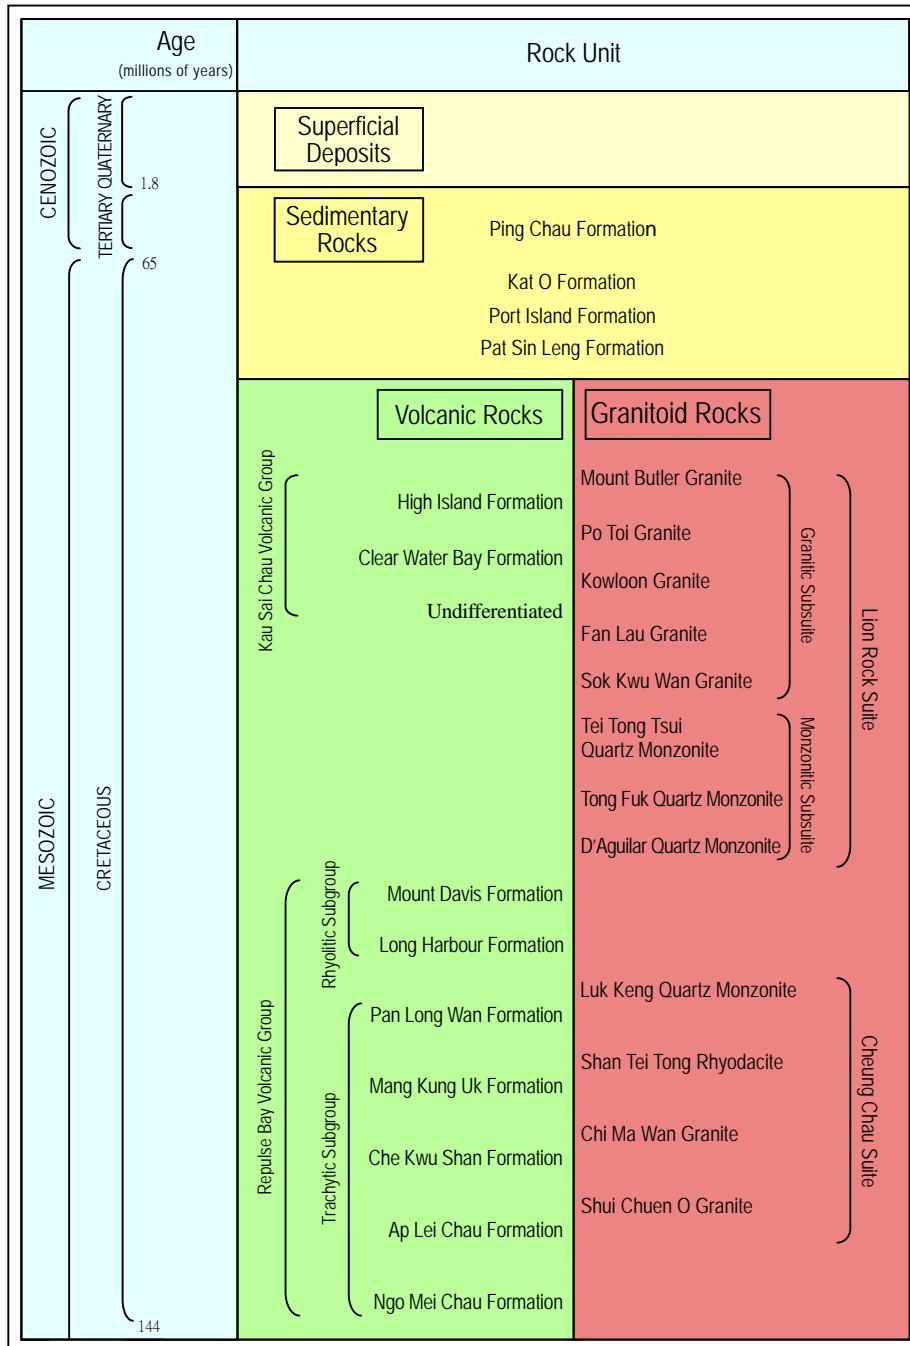 Age
(millions of years)
Rock Unit
CENOZOIC
TERTIARY QUATERNARY
1.8
65
Superficial
Deposits
Sedimentary
Rocks
Ping Chau Formation
Kat O Formation
Port Island Formation
Pat Sin Leng Formation
MESOZOIC
CRETACEOUS
144
Volcanic Rocks
Kau Sai Chau Volcanic Group
High Island Formation
Clear Water Bay Formation
Undifferentiated
Repulse Bay Volcanic Group
Rhyolitic Subgroup
Mount Davis Formation
Long Harbour Formation
Trachytic Subgroup
Pan Long Wan Formation
Mang Kung Uk Formation
Che Kwu Shan Formation
Ap Lei Chau Formation
Ngo Mei Chau Formation
Granitoid Rocks
Mount Butler Granite
Po Toi Granite
Kowloon Granite
Fan Lau Granite
Sok Kwu Wan Granite
Granitic Subsuite
Tei Tong Tsui
Quartz Monzonite
Tong Fuk Quartz Monzonite
D'Aguilar Quartz Monzonite
Monzonitic Subsuite
Lion Rock Suite
Luk Keng Quartz Monzonite
Shan Tei Tong Rhyodacite
Chi Ma Wan Granite
Shui Chuen O Granite
Cheung Chau Suite